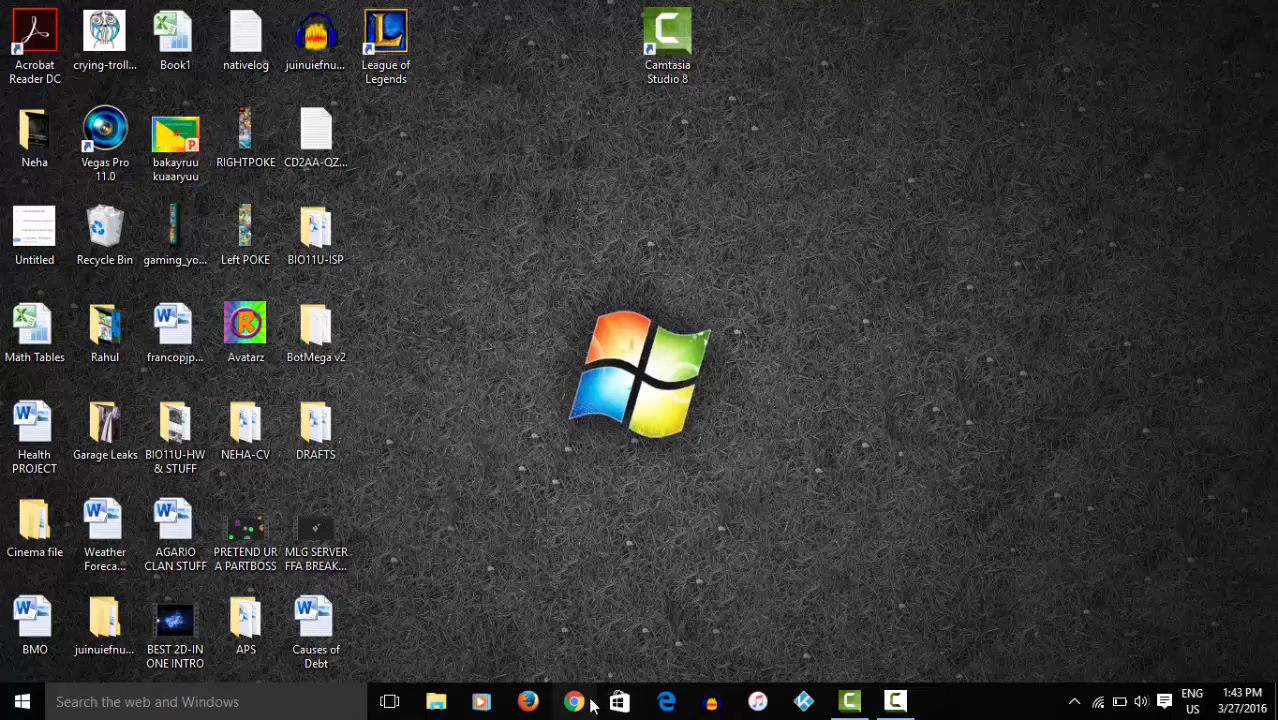 Acrobat
Reader DC
crying-troll...
Book1
nativelog
juinuiefnu...
League of
Legends
Camtasia
Studio 8
Neha
Vegas Pro
11.0
bakayruu
kuaaryuu
RIGHTPOKE
CD2AA-QZ...
Untitled
Recycle Bin
gaming_yo...
Left POKE
BIO11U-ISP
Math Tables
Rahul
francopjp...
Avatarz
BotMega v2
Health
PROJECT
Garage Leaks
BIO11U-HW
& STUFF
NEHA-CV
DRAFTS
Cinema file
Weather
Foreca...
AGARIO
CLAN STUFF
PRETEND UR
A PARTBOSS
MLG SERVER
FFA BREAK...
BMO
juinuiefnu...
BEST 2D-IN
ONE INTRO
APS
Causes of
Debt
Search the web and Windows
ENG
US
1:43 PM
3/27/2016